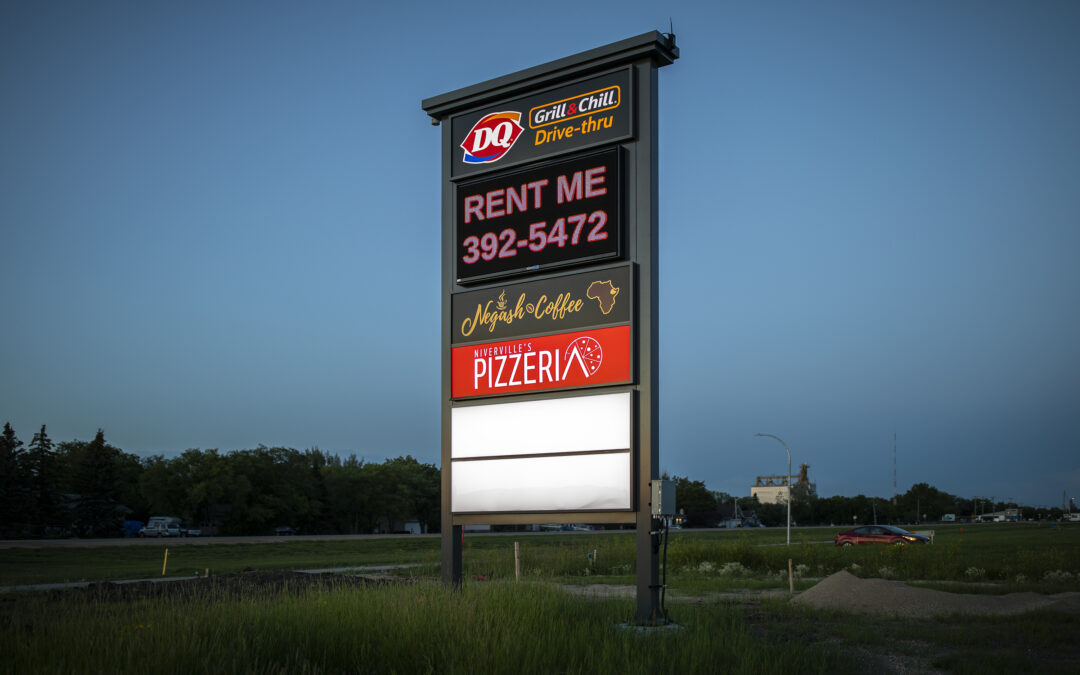 DQ
Grill & Chill
Drive-thru
RENT ME
392-5472
Negash Coffee
NIVERVILLE'S
PIZZERIA